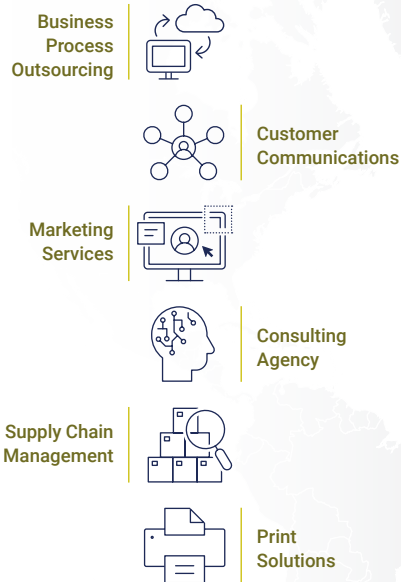 Business
Process
Outsourcing
Customer
Communications
Marketing
Services
Consulting
Agency
Supply Chain
Management
Print
Solutions